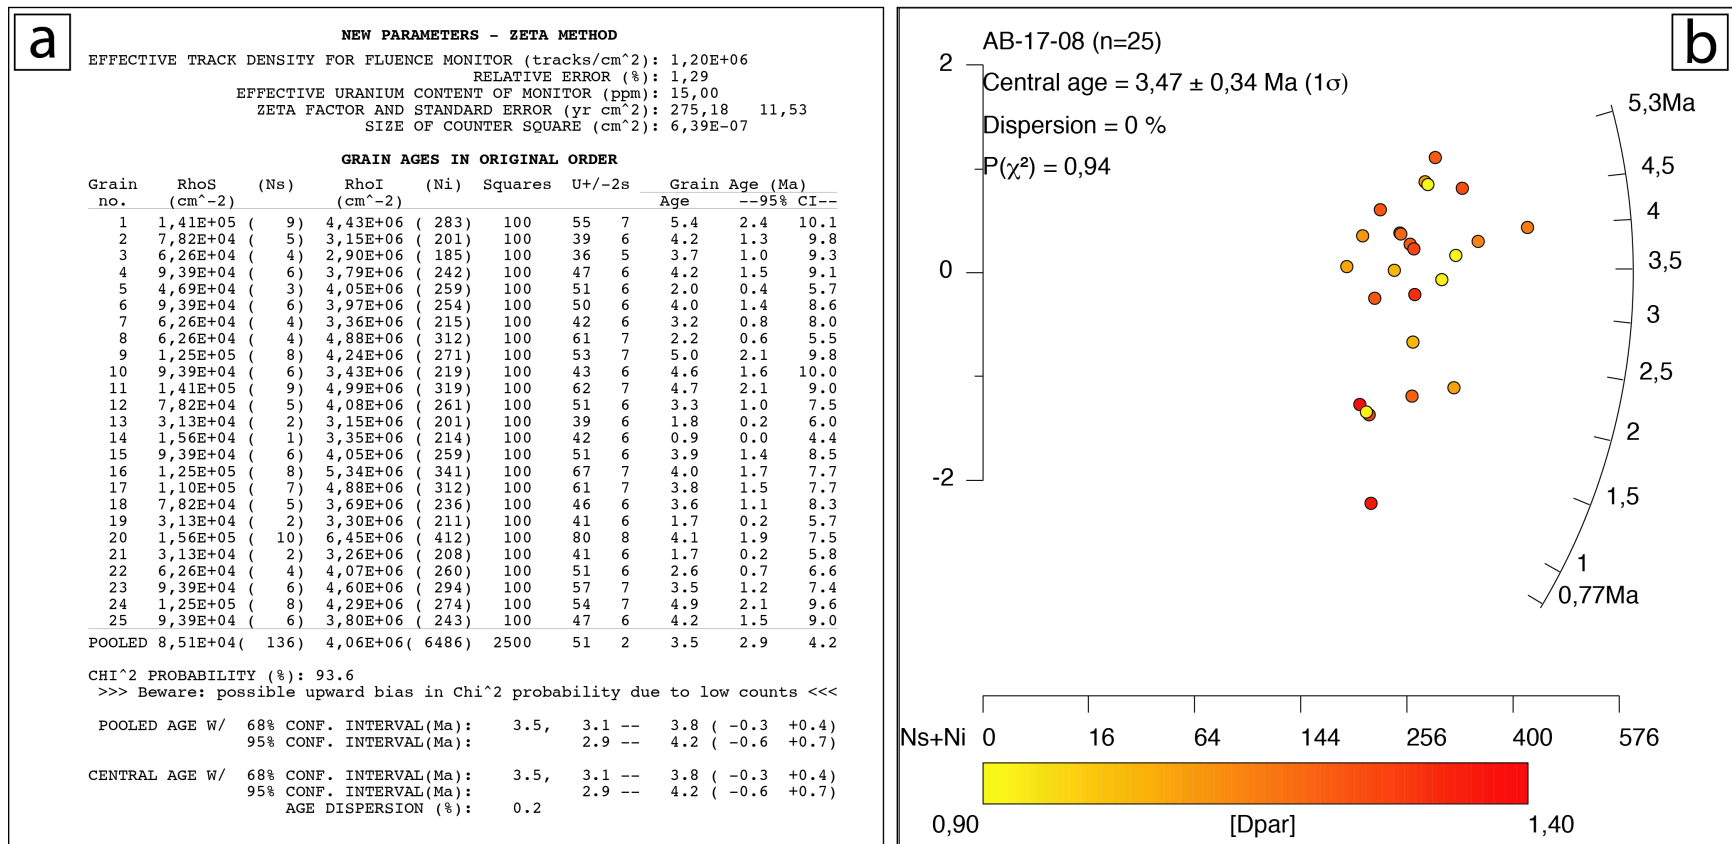 a
NEW PARAMETERS - ZETA METHOD
EFFECTIVE TRACK DENSITY FOR FLUENCE MONITOR (tracks/cm^2): 1,20E+06
RELATIVE ERROR (%): 1,29
EFFECTIVE URANIUM CONTENT OF MONITOR (ppm): 15,00
ZETA FACTOR AND STANDARD ERROR (yr cm^2): 275,18 11,53
SIZE OF COUNTER SQUARE (cm^2): 6,39E-07
GRAIN AGES IN ORIGINAL ORDER
Grain RhoS (Ns) RhoI (Ni) Squares U+/-2s Grain Age (Ma)
no. (cm^-2) (cm^-2) Age --95% CI--
1 1,41E+05 ( 9) 4,43E+06 ( 283) 100 55 7 5.4 2.4 10.1
2 7,82E+04 ( 5) 3,15E+06 ( 201) 100 39 6 4.2 1.3 9.8
3 6,26E+04 ( 4) 2,90E+06 ( 185) 100 36 5 3.7 1.0 9.3
4 9,39E+04 ( 6) 3,79E+06 ( 242) 100 47 6 4.2 1.5 9.1
5 4,69E+04 ( 3) 4,05E+06 ( 259) 100 51 6 2.0 0.4 5.7
6 9,39E+04 ( 6) 3,97E+06 ( 254) 100 50 6 4.0 1.4 8.6
7 6,26E+04 ( 4) 3,36E+06 ( 215) 100 42 6 3.2 0.8 8.0
8 6,26E+04 ( 4) 4,88E+06 ( 312) 100 61 7 2.2 0.6 5.5
9 1,25E+05 ( 8) 4,24E+06 ( 271) 100 53 7 5.0 2.1 9.8
10 9,39E+04 ( 6) 3,43E+06 ( 219) 100 43 6 4.6 1.6 10.0
11 1,41E+05 ( 9) 4,99E+06 ( 319) 100 62 7 4.7 2.1 9.0
12 7,82E+04 ( 5) 4,08E+06 ( 261) 100 51 6 3.3 1.0 7.5
13 3,13E+04 ( 2) 3,15E+06 ( 201) 100 39 6 1.8 0.2 6.0
14 1,56E+04 ( 1) 3,35E+06 ( 214) 100 42 6 0.9 0.0 4.4
15 9,39E+04 ( 6) 4,05E+06 ( 259) 100 51 6 3.9 1.4 8.5
16 1,25E+05 ( 8) 5,34E+06 ( 341) 100 67 7 4.0 1.7 7.7
17 1,10E+05 ( 7) 4,88E+06 ( 312) 100 61 7 3.8 1.5 7.7
18 7,82E+04 ( 5) 3,69E+06 ( 236) 100 46 6 3.6 1.1 8.3
19 3,13E+04 ( 2) 3,30E+06 ( 211) 100 41 6 1.7 0.2 5.7
20 1,56E+05 ( 10) 6,45E+06 ( 412) 100 80 8 4.1 1.9 7.5
21 3,13E+04 ( 2) 3,26E+06 ( 208) 100 41 6 1.7 0.2 5.8
22 6,26E+04 ( 4) 4,07E+06 ( 260) 100 51 6 2.6 0.7 6.6
23 9,39E+04 ( 6) 4,60E+06 ( 294) 100 57 7 3.5 1.2 7.4
24 1,25E+05 ( 8) 4,29E+06 ( 274) 100 54 7 4.9 2.1 9.6
25 9,39E+04 ( 6) 3,80E+06 ( 243) 100 47 6 4.2 1.5 9.0
POOLED 8,51E+04( 136) 4,06E+06( 6486) 2500 51 2 3.5 2.9 4.2
CHI^2 PROBABILITY (%): 93.6
>>> Beware: possible upward bias in Chi^2 probability due to low counts <<<
POOLED AGE W/ 68% CONF. INTERVAL(Ma): 3.5, 3.1 -- 3.8 ( -0.3 +0.4)
95% CONF. INTERVAL(Ma): 2.9 -- 4.2 ( -0.6 +0.7)
CENTRAL AGE W/ 68% CONF. INTERVAL(Ma): 3.5, 3.1 -- 3.8 ( -0.3 +0.4)
95% CONF. INTERVAL(Ma): 2.9 -- 4.2 ( -0.6 +0.7)
AGE DISPERSION (%): 0.2
b
AB-17-08 (n=25)
Central age = 3,47 ± 0,34 Ma (1σ)
Dispersion = 0 %
P(χ²) = 0,94
2
0
-2
5,3Ma
4,5
4
3,5
3
2,5
2
1,5
1
0,77Ma
Ns+Ni 0 16 64 144 256 400 576
0,90 [Dpar] 1,40